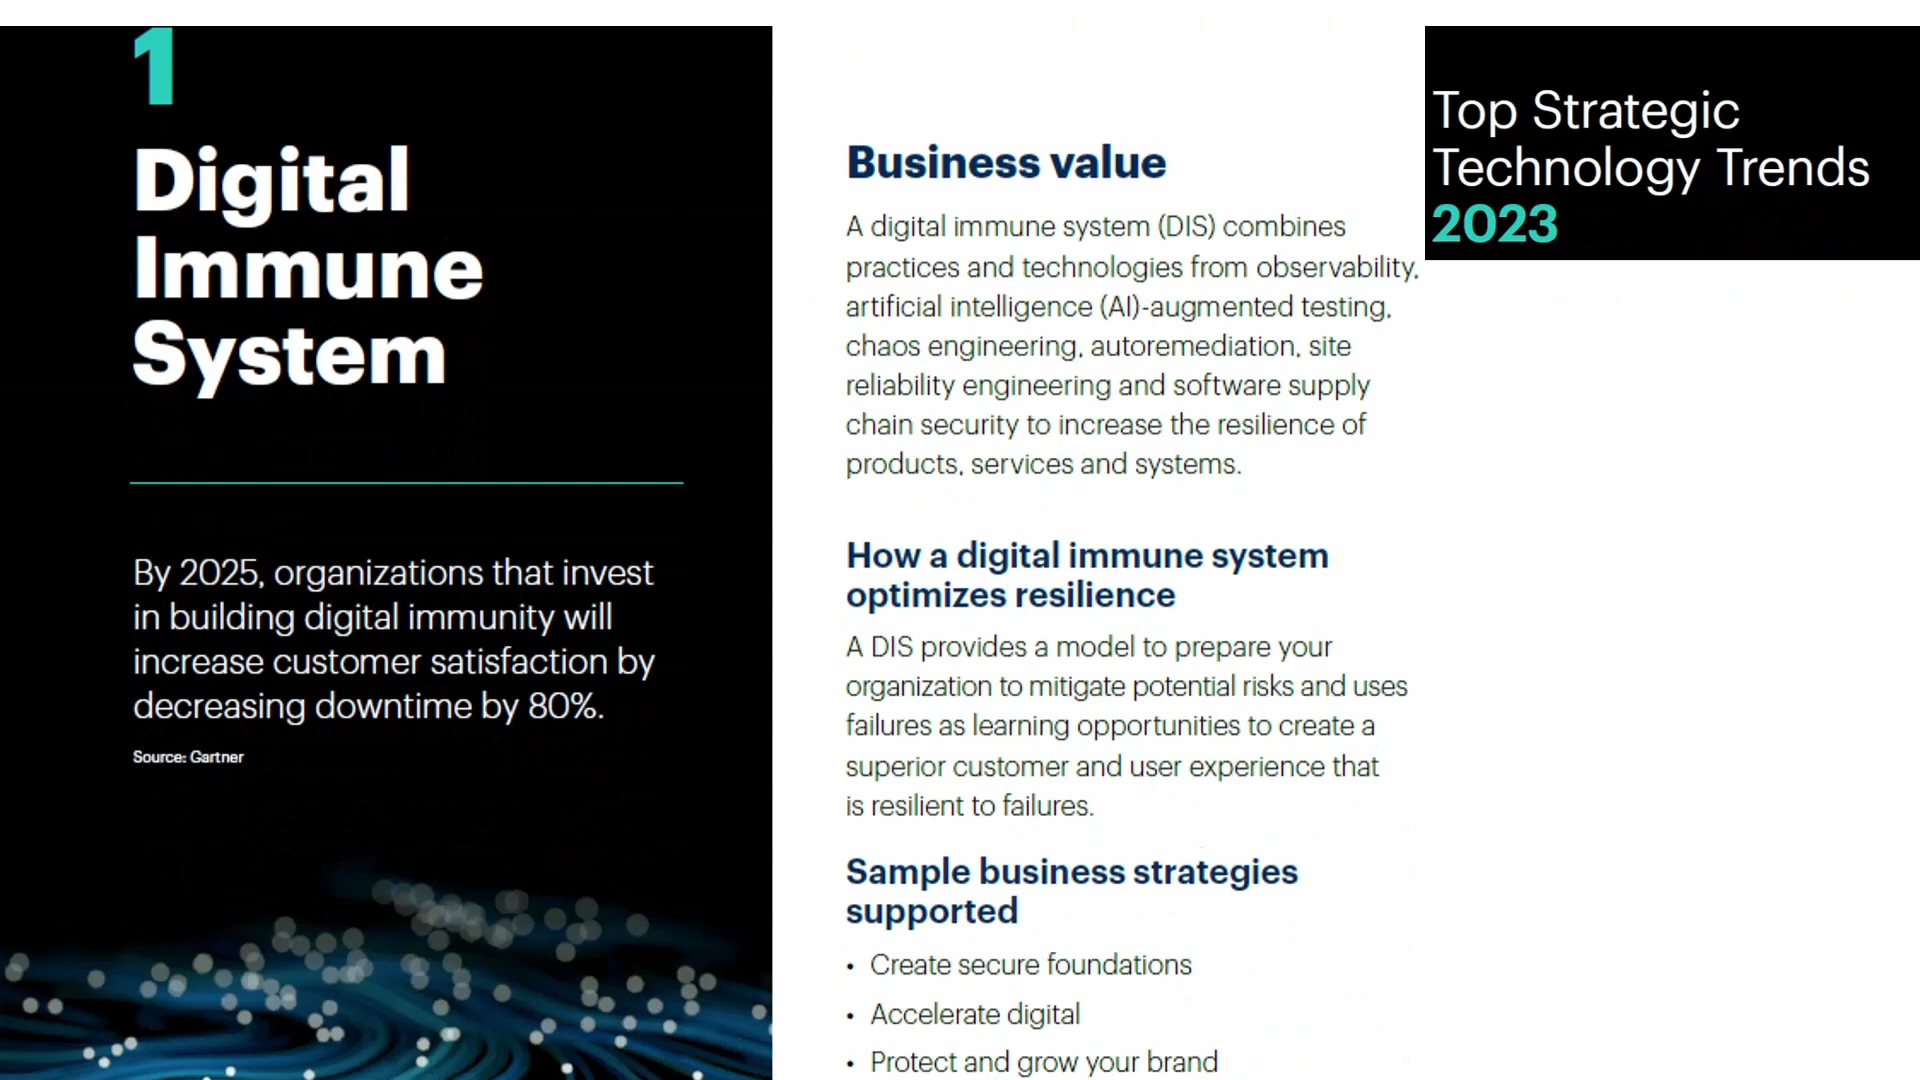 1
Digital
Immune
System
By 2025, organizations that invest
in building digital immunity will
increase customer satisfaction by
decreasing downtime by 80%.
Source: Gartner
Business value
A digital immune system (DIS) combines
practices and technologies from observability,
artificial intelligence (AI)-augmented testing,
chaos engineering, autoremediation, site
reliability engineering and software supply
chain security to increase the resilience of
products, services and systems.
How a digital immune system
optimizes resilience
A DIS provides a model to prepare your
organization to mitigate potential risks and uses
failures as learning opportunities to create a
superior customer and user experience that
is resilient to failures.
Sample business strategies
supported
• Create secure foundations
• Accelerate digital
• Protect and grow your brand
Top Strategic
Technology Trends
2023